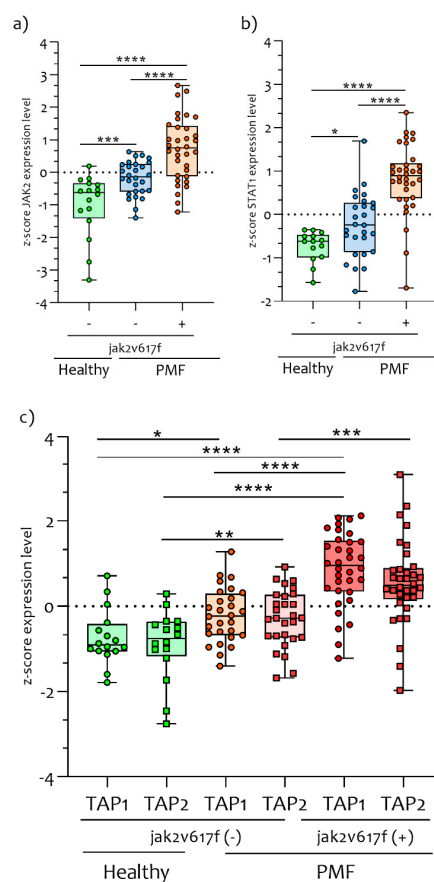 a)
z-score JAK2 expression level
4
3
2
1
0
-1
-2
-3
-4
****
****
***
- - +
jak2v617f
Healthy PMF
b)
z-score STAT1 expression level
3
2
1
0
-1
-2
****
****
*
- - +
jak2v617f
Healthy PMF
c)
z-score expression level
4
2
0
-2
-4
* ***
****
****
****
**
TAP1 TAP2 TAP1 TAP2 TAP1 TAP2
jak2v617f (-) jak2v617f (+)
Healthy PMF